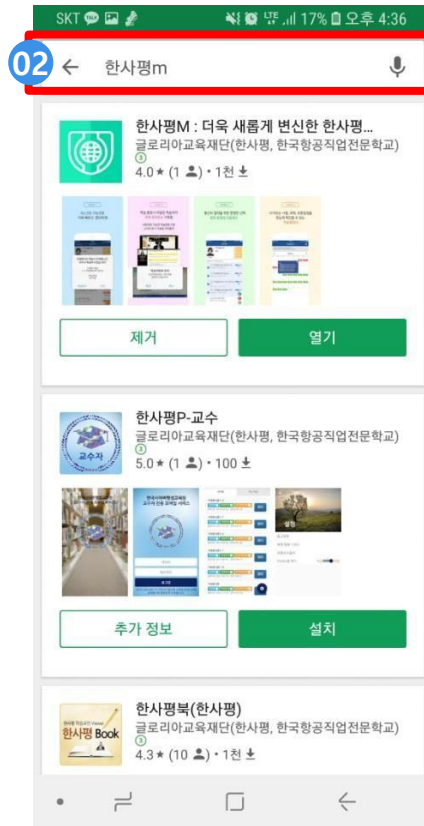 SKT 17% 오후 4:36
02
한사평m
한사평M : 더욱 새롭게 변신한 한사평...
글로리아교육재단(한사평, 한국항공직업전문학교)
3
4.0★ (1 ) • 1천
제거
열기
교수자
한사평P-교수
글로리아교육재단(한사평, 한국항공직업전문학교)
3
5.0★ (1 ) • 100
설정
추가 정보
설치
한사평 Book
한사평북(한사평)
글로리아교육재단(한사평, 한국항공직업전문학교)
3
4.3★ (10 ) • 1천